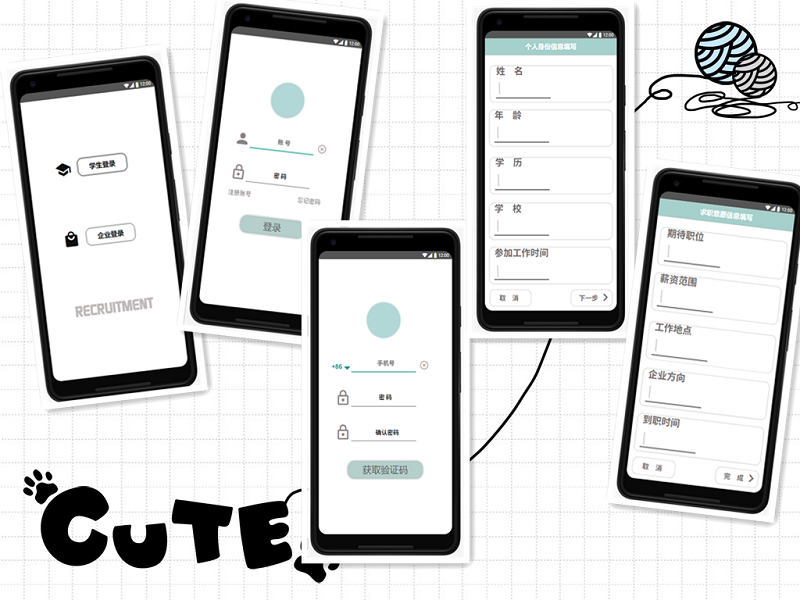 12:00
学生登录
企业登录
RECRUITMENT
12:00
账号
密码
注册账号
忘记密码
登录
12:00
+86
手机号
密码
确认密码
获取验证码
12:00
个人身份信息填写
姓 名
年 龄
学 历
学 校
参加工作时间
取 消
下一步
12:00
求职意愿信息填写
期待职位
薪资范围
工作地点
企业方向
到职时间
取 消
完 成
CUTE